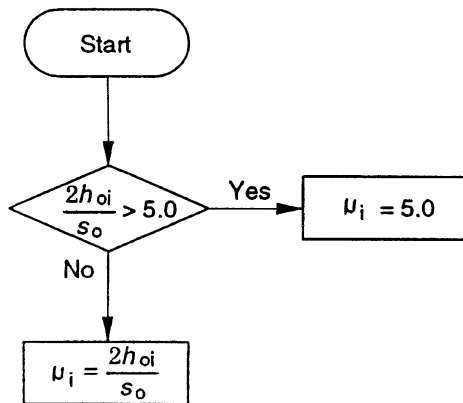 Start
2h_oi / s_o > 5.0
Yes
μ_i = 5.0
No
μ_i = 2h_oi / s_o